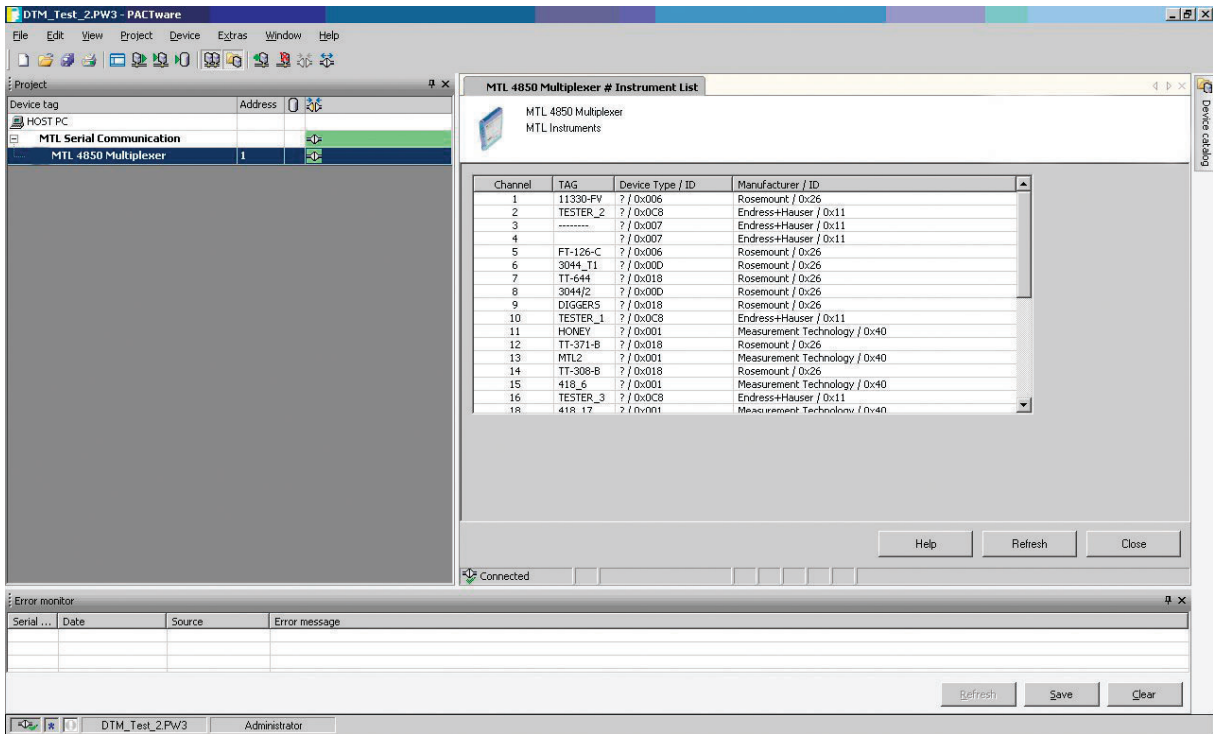 DTM_Test_2.PW3 - PACTware
File Edit View Project Device Extras Window Help
Project
Device tag Address
HOST PC
MTL Serial Communication
MTL 4850 Multiplexer 1
MTL 4850 Multiplexer # Instrument List
MTL 4850 Multiplexer
MTL Instruments
Device catalog
Channel TAG Device Type / ID Manufacturer / ID
1 11330-FV ? / 0x006 Rosemount / 0x26
2 TESTER_2 ? / 0x0C8 Endress+Hauser / 0x11
3 -------- ? / 0x007 Endress+Hauser / 0x11
4 ? / 0x007 Endress+Hauser / 0x11
5 FT-126-C ? / 0x006 Rosemount / 0x26
6 3044_T1 ? / 0x00D Rosemount / 0x26
7 TT-644 ? / 0x018 Rosemount / 0x26
8 3044/2 ? / 0x00D Rosemount / 0x26
9 DIGGERS ? / 0x018 Rosemount / 0x26
10 TESTER_1 ? / 0x0C8 Endress+Hauser / 0x11
11 HONEY ? / 0x001 Measurement Technology / 0x40
12 TT-371-B ? / 0x018 Rosemount / 0x26
13 MTL2 ? / 0x001 Measurement Technology / 0x40
14 TT-308-B ? / 0x018 Rosemount / 0x26
15 418_6 ? / 0x001 Measurement Technology / 0x40
16 TESTER_3 ? / 0x0C8 Endress+Hauser / 0x11
18 418_17 ? / 0x001 Measurement Technology / 0x40
Help Refresh Close
Connected
Error monitor
Serial ... Date Source Error message
Refresh Save Clear
DTM_Test_2.PW3 Administrator